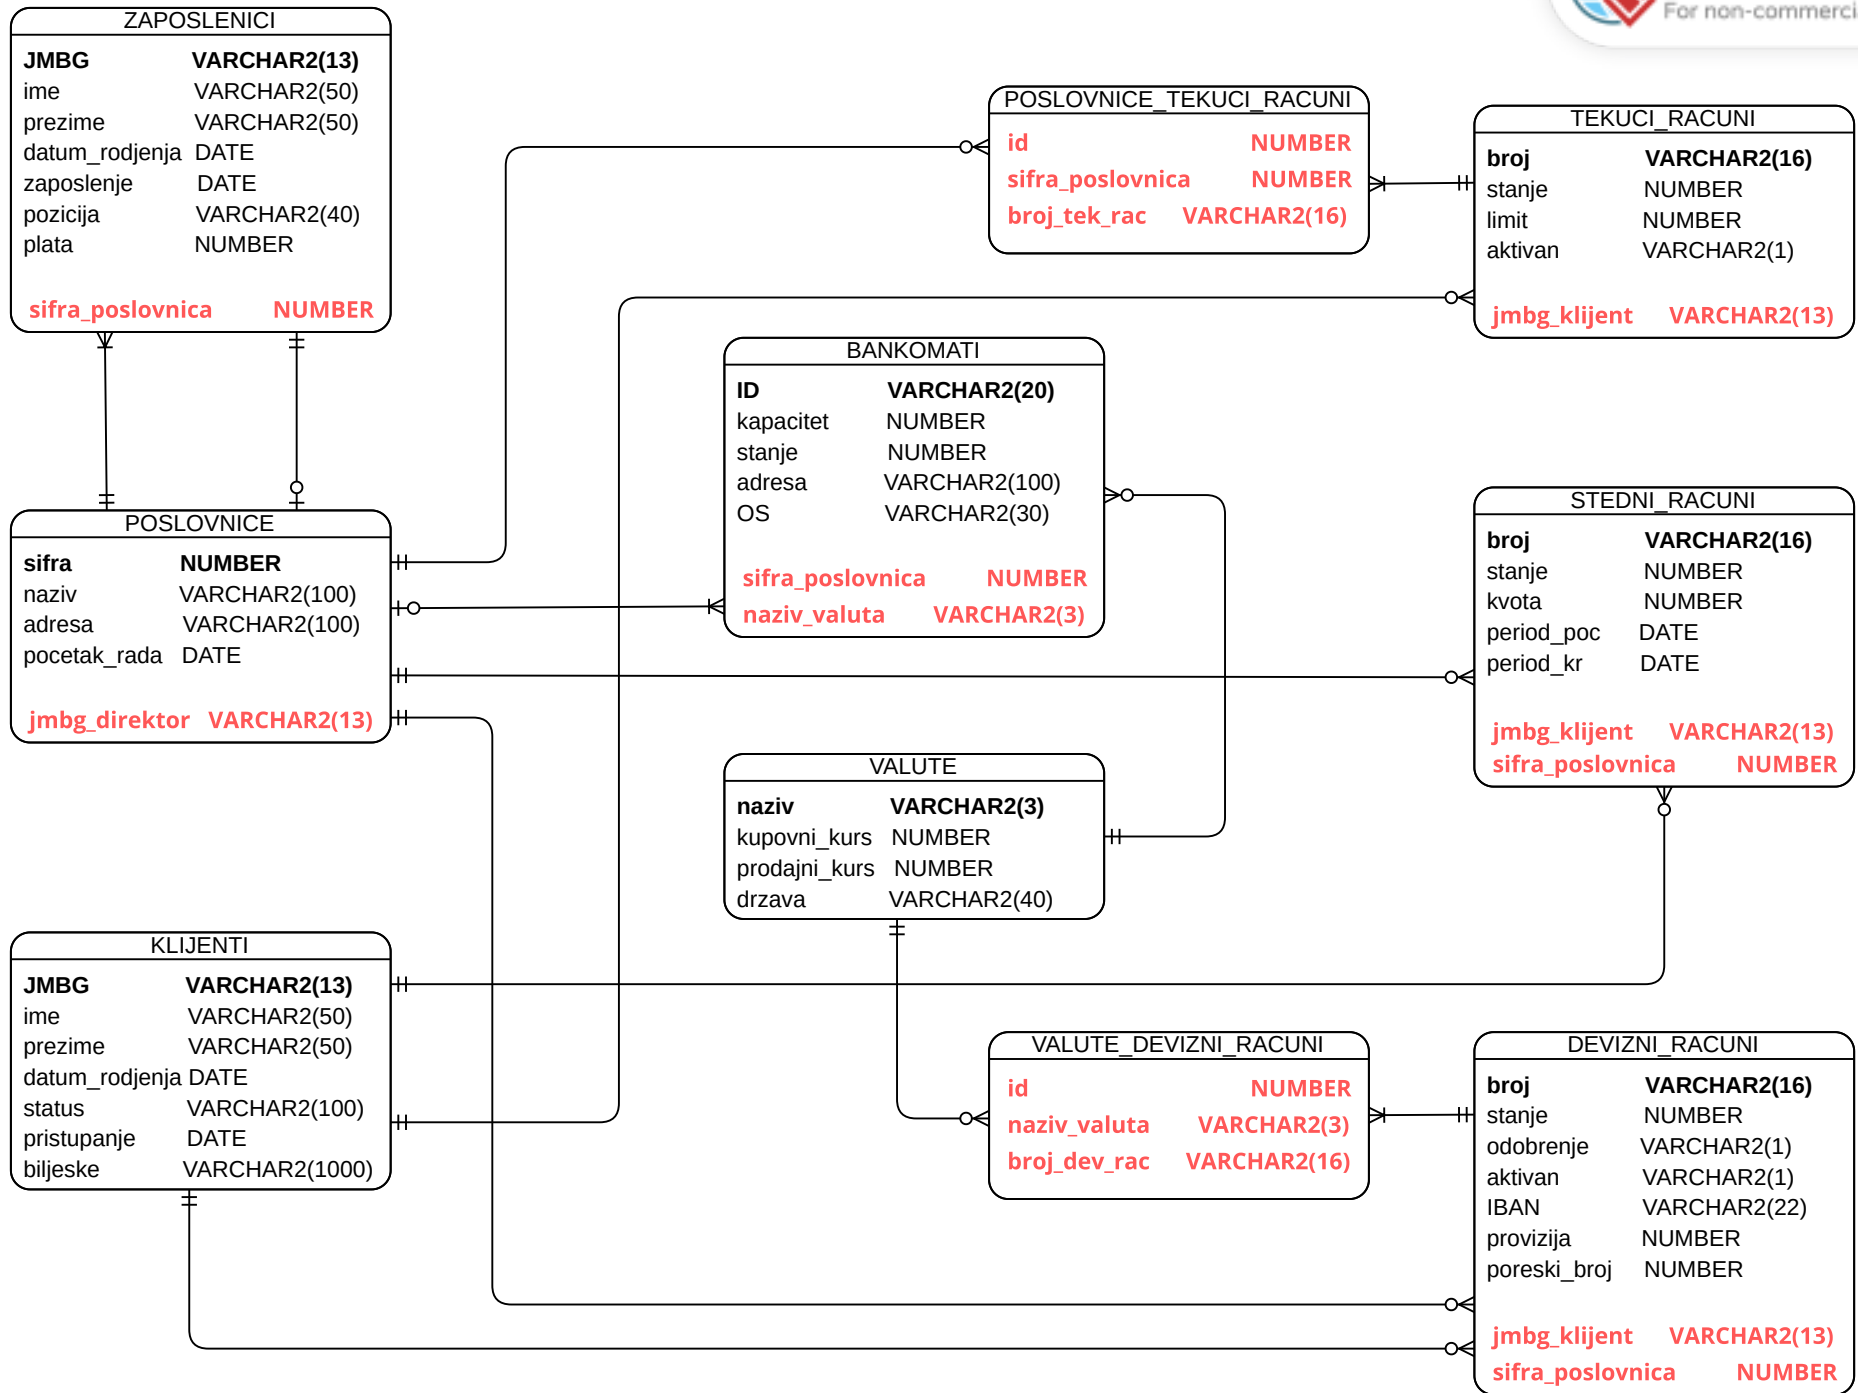 For non-commerci
ZAPOSLENICI
JMBG VARCHAR2(13)
ime VARCHAR2(50)
prezime VARCHAR2(50)
datum_rodjenja DATE
zaposlenje DATE
pozicija VARCHAR2(40)
plata NUMBER
sifra_poslovnica NUMBER
POSLOVNICE_TEKUCI_RACUNI
id NUMBER
sifra_poslovnica NUMBER
broj_tek_rac VARCHAR2(16)
TEKUCI_RACUNI
broj VARCHAR2(16)
stanje NUMBER
limit NUMBER
aktivan VARCHAR2(1)
jmbg_klijent VARCHAR2(13)
BANKOMATI
ID VARCHAR2(20)
kapacitet NUMBER
stanje NUMBER
adresa VARCHAR2(100)
OS VARCHAR2(30)
sifra_poslovnica NUMBER
naziv_valuta VARCHAR2(3)
POSLOVNICE
sifra NUMBER
naziv VARCHAR2(100)
adresa VARCHAR2(100)
pocetak_rada DATE
jmbg_direktor VARCHAR2(13)
STEDNI_RACUNI
broj VARCHAR2(16)
stanje NUMBER
kvota NUMBER
period_poc DATE
period_kr DATE
jmbg_klijent VARCHAR2(13)
sifra_poslovnica NUMBER
VALUTE
naziv VARCHAR2(3)
kupovni_kurs NUMBER
prodajni_kurs NUMBER
drzava VARCHAR2(40)
KLIJENTI
JMBG VARCHAR2(13)
ime VARCHAR2(50)
prezime VARCHAR2(50)
datum_rodjenja DATE
status VARCHAR2(100)
pristupanje DATE
biljeske VARCHAR2(1000)
VALUTE_DEVIZNI_RACUNI
id NUMBER
naziv_valuta VARCHAR2(3)
broj_dev_rac VARCHAR2(16)
DEVIZNI_RACUNI
broj VARCHAR2(16)
stanje NUMBER
odobrenje VARCHAR2(1)
aktivan VARCHAR2(1)
IBAN VARCHAR2(22)
provizija NUMBER
poreski_broj NUMBER
jmbg_klijent VARCHAR2(13)
sifra_poslovnica NUMBER